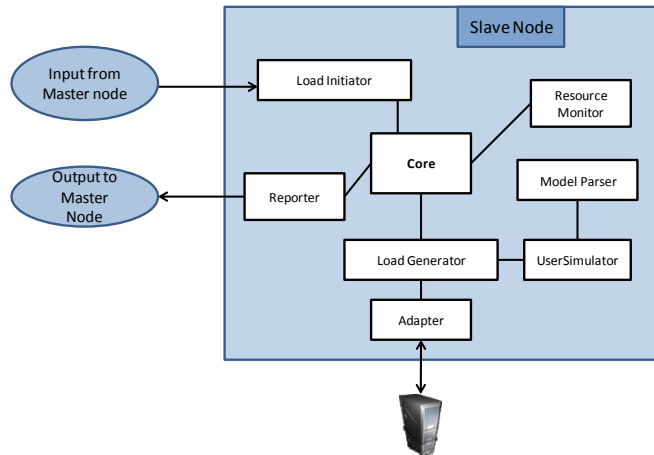 Slave Node
Input from
Master node
Load Initiator
Resource
Monitor
Core
Output to
Master
Node
Reporter
Model Parser
Load Generator
UserSimulator
Adapter